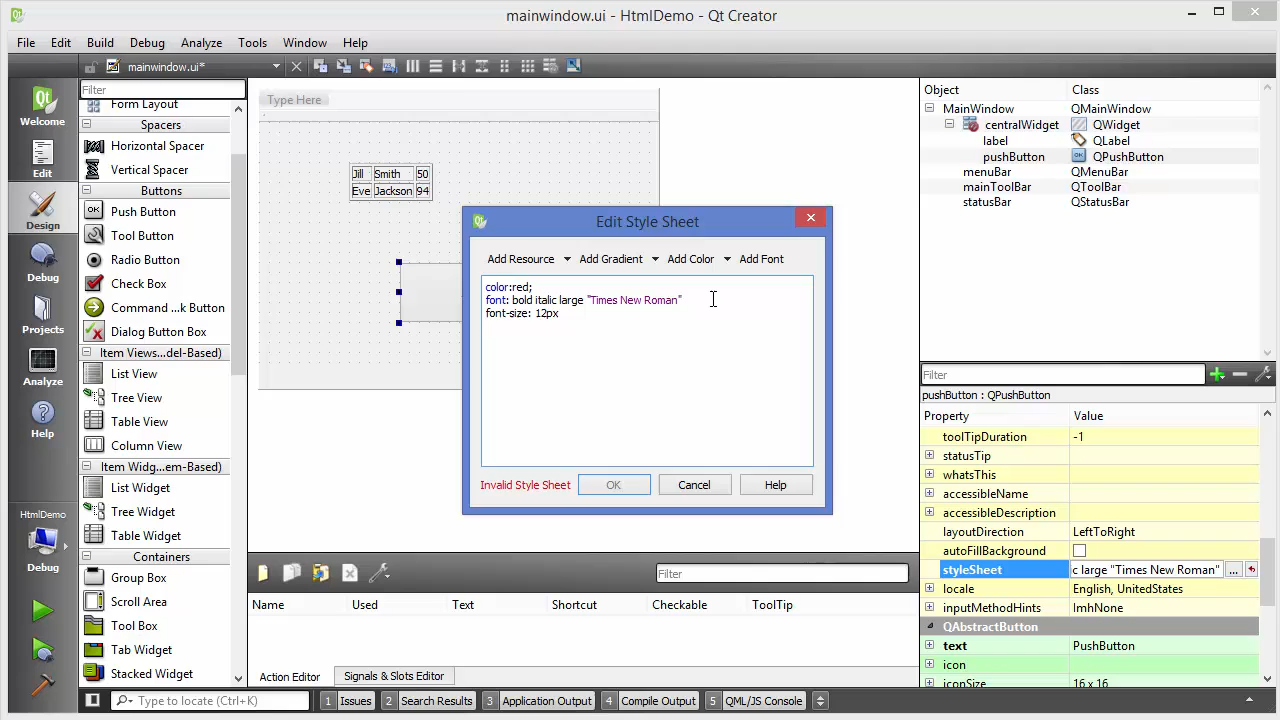 mainwindow.ui - HtmlDemo - Qt Creator
File Edit Build Debug Analyze Tools Window Help
mainwindow.ui*
Welcome
Edit
Design
Debug
Projects
Analyze
Help
HtmlDemo
Debug
Filter
Form Layout
Spacers
Horizontal Spacer
Vertical Spacer
Buttons
Push Button
Tool Button
Radio Button
Check Box
Command ...k Button
Dialog Button Box
Item Views...del-Based)
List View
Tree View
Table View
Column View
Item Widg...em-Based)
List Widget
Tree Widget
Table Widget
Containers
Group Box
Scroll Area
Tool Box
Tab Widget
Stacked Widget
Type Here
Jill Smith 50
Eve Jackson 94
Edit Style Sheet
Add Resource Add Gradient Add Color Add Font
color:red;
font: bold italic large "Times New Roman"
font-size: 12px
Invalid Style Sheet OK Cancel Help
Filter
Name Used Text Shortcut Checkable ToolTip
Action Editor Signals & Slots Editor
Object Class
MainWindow QMainWindow
centralWidget QWidget
label QLabel
pushButton QPushButton
menuBar QMenuBar
mainToolBar QToolBar
statusBar QStatusBar
Filter
pushButton : QPushButton
Property Value
toolTipDuration -1
statusTip
whatsThis
accessibleName
accessibleDescription
layoutDirection LeftToRight
autoFillBackground
styleSheet c large "Times New Roman" ...
locale English, United States
inputMethodHints ImhNone
QAbstractButton
text PushButton
icon
iconSize 16 x 16
Type to locate (Ctrl+K) 1 Issues 2 Search Results 3 Application Output 4 Compile Output 5 QML/JS Console